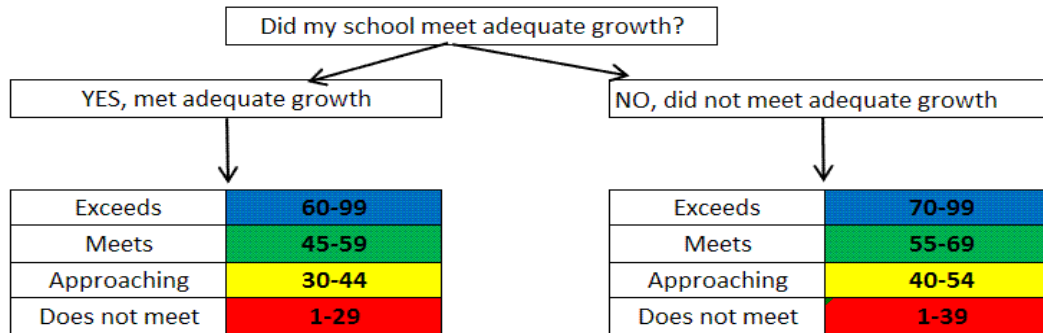 Did my school meet adequate growth?
YES, met adequate growth
NO, did not meet adequate growth
Exceeds 60-99
Meets 45-59
Approaching 30-44
Does not meet 1-29
Exceeds 70-99
Meets 55-69
Approaching 40-54
Does not meet 1-39